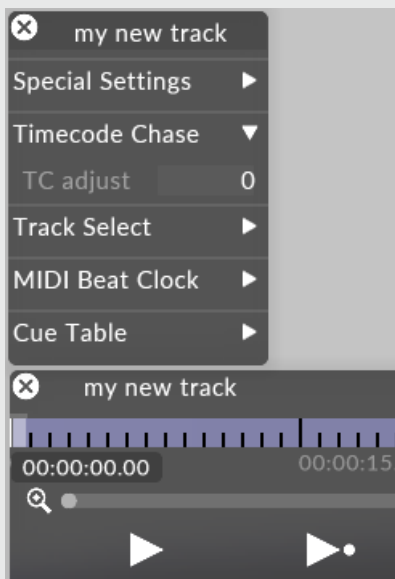 my new track
Special Settings
Timecode Chase
TC adjust 0
Track Select
MIDI Beat Clock
Cue Table
my new track
00:00:00.00 00:00:15.